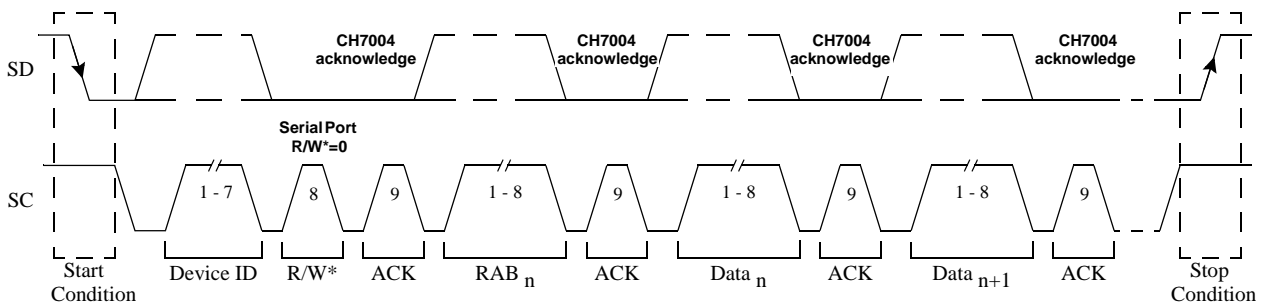 SD
CH7004
acknowledge
CH7004
acknowledge
CH7004
acknowledge
CH7004
acknowledge
Serial Port
R/W*=0
SC
1 - 7
8
9
1 - 8
9
1 - 8
9
1 - 8
9
Start
Condition
Device ID
R/W*
ACK
RAB n
ACK
Data n
ACK
Data n+1
ACK
Stop
Condition